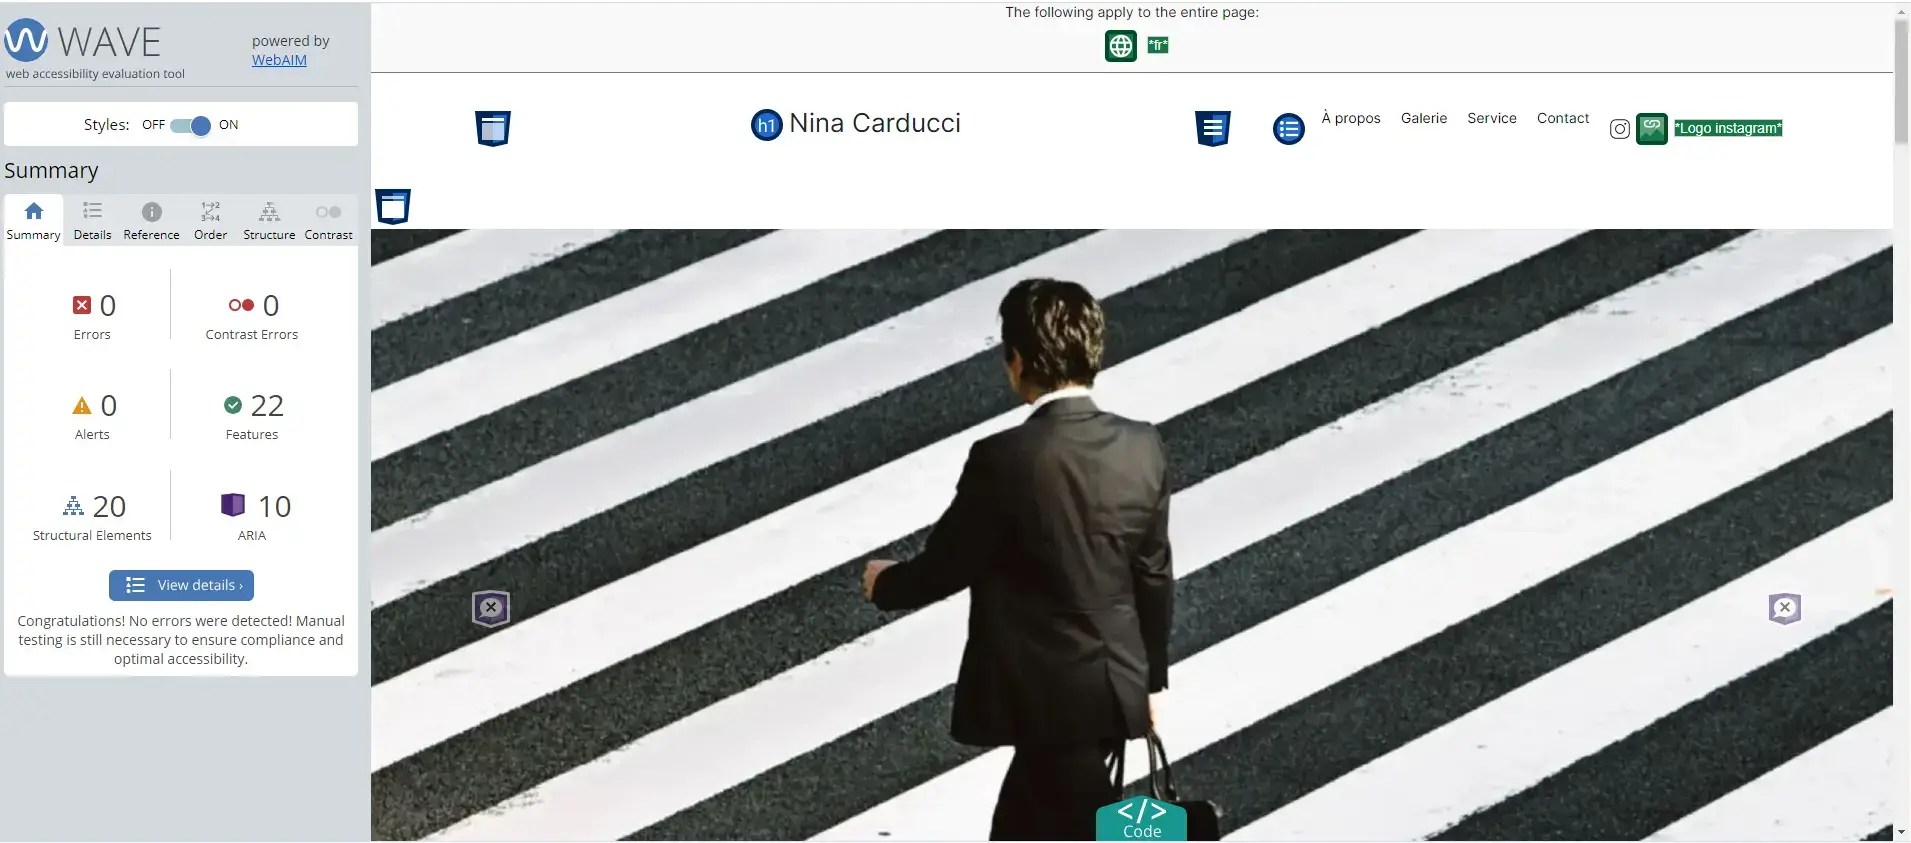 WAVE
web accessibility evaluation tool
powered by
WebAIM
Styles: OFF ON
Summary
Summary Details Reference Order Structure Contrast
0
Errors
0
Contrast Errors
0
Alerts
22
Features
20
Structural Elements
10
ARIA
View details ›
Congratulations! No errors were detected! Manual
testing is still necessary to ensure compliance and
optimal accessibility.
The following apply to the entire page:
*fr*
h1 Nina Carducci
À propos Galerie Service Contact *Logo instagram*
</>
Code